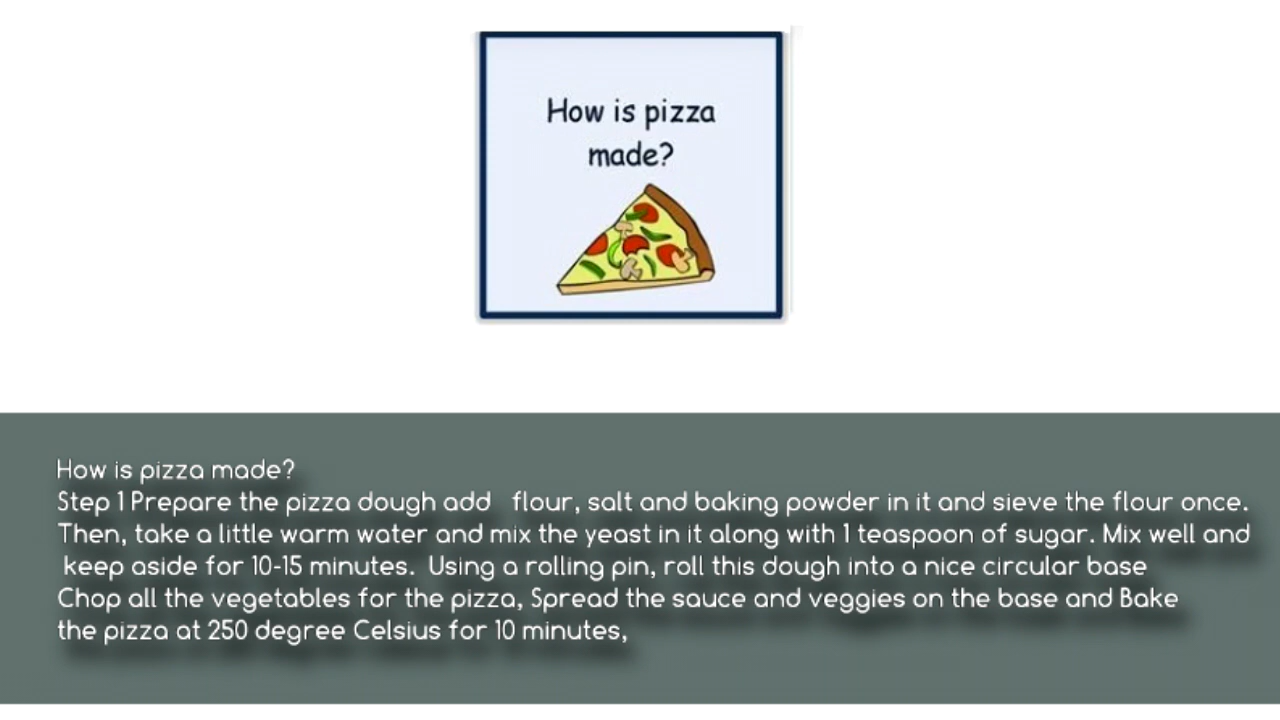 How is pizza
made?
How is pizza made?
Step 1 Prepare the pizza dough add   flour, salt and baking powder in it and sieve the flour once.
Then, take a little warm water and mix the yeast in it along with 1 teaspoon of sugar. Mix well and
keep aside for 10-15 minutes.  Using a rolling pin, roll this dough into a nice circular base
Chop all the vegetables for the pizza, Spread the sauce and veggies on the base and Bake
the pizza at 250 degree Celsius for 10 minutes,